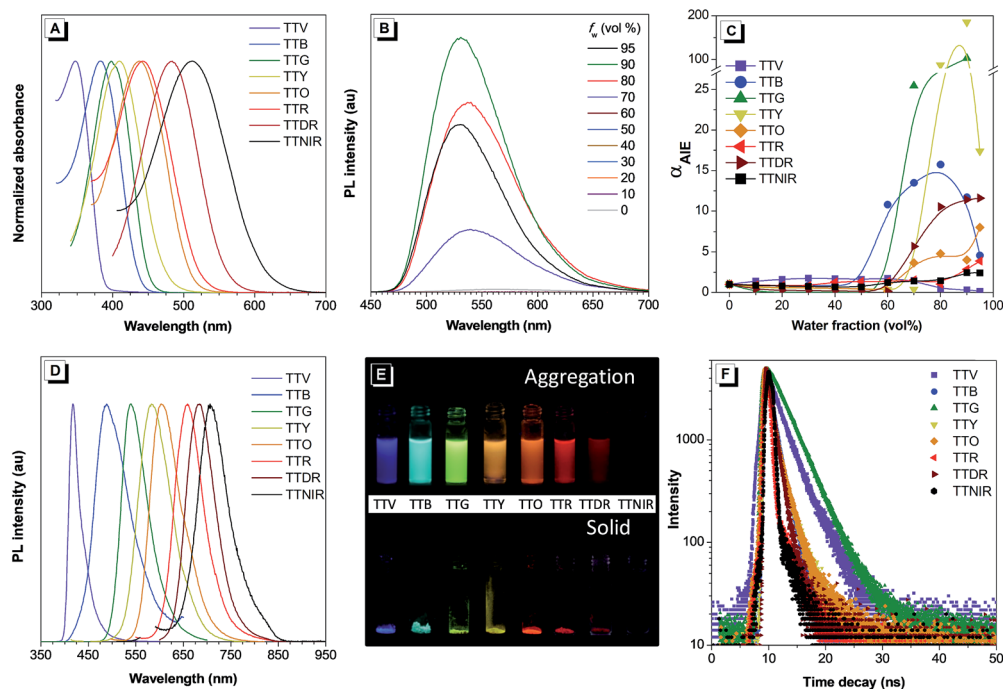 A
TTV
TTB
TTG
TTY
TTO
TTR
TTDR
TTNIR
Normalized absorbance
300 400 500 600 700
Wavelength (nm)
B
fw (vol %)
95
90
80
70
60
50
40
30
20
10
0
PL intensity (au)
450 500 550 600 650 700
Wavelength (nm)
C
TTV
TTB
TTG
TTY
TTO
TTR
TTDR
TTNIR
αAIE
200
100
25
20
15
10
5
0
0 20 40 60 80 100
Water fraction (vol%)
D
TTV
TTB
TTG
TTY
TTO
TTR
TTDR
TTNIR
PL intensity (au)
350 450 550 650 750 850 950
Wavelength (nm)
E
Aggregation
TTV TTB TTG TTY TTO TTR TTDR TTNIR
Solid
F
TTV
TTB
TTG
TTY
TTO
TTR
TTDR
TTNIR
Intensity
1000
100
10
0 10 20 30 40 50
Time decay (ns)